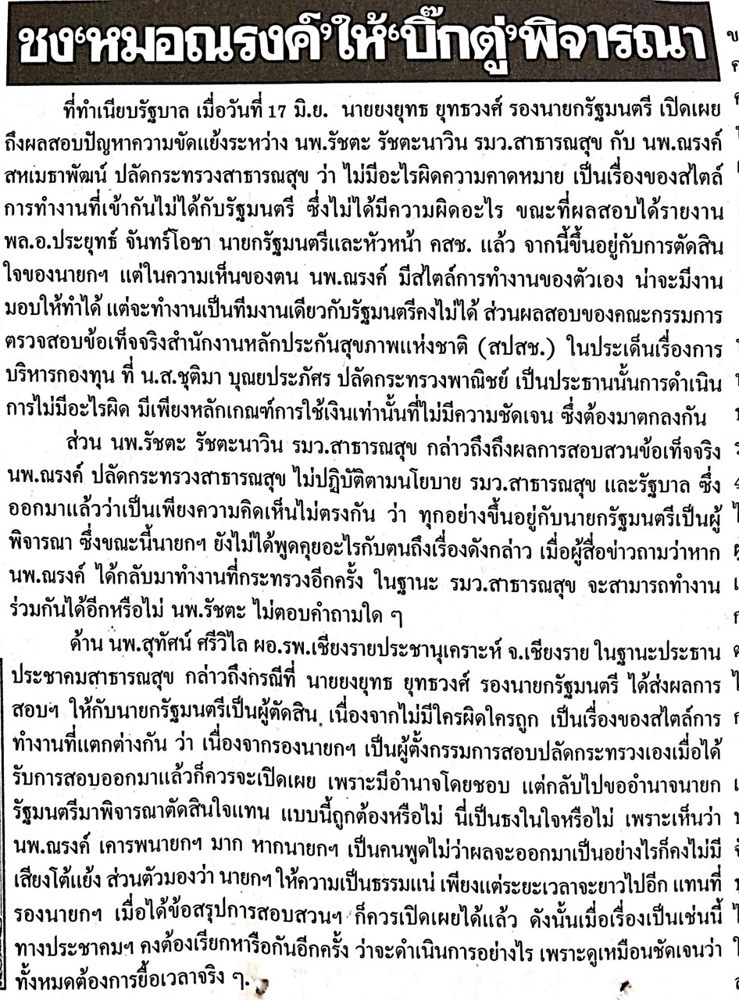 ชง‘หมอณรงค์’ให้‘บิ๊กตู่’พิจารณา
ที่ทำเนียบรัฐบาล เมื่อวันที่ 17 มิ.ย. นายยงยุทธ ยุทธวงศ์ รองนายกรัฐมนตรี เปิดเผย
ถึงผลสอบปัญหาความขัดแย้งระหว่าง นพ.รัชตะ รัชตะนาวิน รมว.สาธารณสุข กับ นพ.ณรงค์
สหเมธาพัฒน์ ปลัดกระทรวงสาธารณสุข ว่า ไม่มีอะไรผิดความคาดหมาย เป็นเรื่องของสไตล์
การทำงานที่เข้ากันไม่ได้กับรัฐมนตรี ซึ่งไม่ได้มีความผิดอะไร ขณะที่ผลสอบได้รายงาน
พล.อ.ประยุทธ์ จันทร์โอชา นายกรัฐมนตรีและหัวหน้า คสช. แล้ว จากนี้ขึ้นอยู่กับการตัดสิน
ใจของนายกฯ แต่ในความเห็นของตน นพ.ณรงค์ มีสไตล์การทำงานของตัวเอง น่าจะมีงาน
มอบให้ทำได้ แต่จะทำงานเป็นทีมงานเดียวกับรัฐมนตรีคงไม่ได้ ส่วนผลสอบของคณะกรรมการ
ตรวจสอบข้อเท็จจริงสำนักงานหลักประกันสุขภาพแห่งชาติ (สปสช.) ในประเด็นเรื่องการ
บริหารกองทุน ที่ น.ส.ชุติมา บุณยประภัศร ปลัดกระทรวงพาณิชย์ เป็นประธานนั้นการดำเนิน
การไม่มีอะไรผิด มีเพียงหลักเกณฑ์การใช้เงินเท่านั้นที่ไม่มีความชัดเจน ซึ่งต้องมาตกลงกัน
ส่วน นพ.รัชตะ รัชตะนาวิน รมว.สาธารณสุข กล่าวถึงถึงผลการสอบสวนข้อเท็จจริง
นพ.ณรงค์ ปลัดกระทรวงสาธารณสุข ไม่ปฏิบัติตามนโยบาย รมว.สาธารณสุข และรัฐบาล ซึ่ง
ออกมาแล้วว่าเป็นเพียงความคิดเห็นไม่ตรงกัน ว่า ทุกอย่างขึ้นอยู่กับนายกรัฐมนตรีเป็นผู้
พิจารณา ซึ่งขณะนี้นายกฯ ยังไม่ได้พูดคุยอะไรกับตนถึงเรื่องดังกล่าว เมื่อผู้สื่อข่าวถามว่าหาก
นพ.ณรงค์ ได้กลับมาทำงานที่กระทรวงอีกครั้ง ในฐานะ รมว.สาธารณสุข จะสามารถทำงาน
ร่วมกันได้อีกหรือไม่ นพ.รัชตะ ไม่ตอบคำถามใด ๆ
ด้าน นพ.สุทัศน์ ศรีวิไล ผอ.รพ.เชียงรายประชานุเคราะห์ จ.เชียงราย ในฐานะประธาน
ประชาคมสาธารณสุข กล่าวถึงกรณีที่ นายยงยุทธ ยุทธวงศ์ รองนายกรัฐมนตรี ได้ส่งผลการ
สอบฯ ให้กับนายกรัฐมนตรีเป็นผู้ตัดสิน เนื่องจากไม่มีใครผิดใครถูก เป็นเรื่องของสไตล์การ
ทำงานที่แตกต่างกัน ว่า เนื่องจากรองนายกฯ เป็นผู้ตั้งกรรมการสอบปลัดกระทรวงเองเมื่อได้
รับการสอบออกมาแล้วก็ควรจะเปิดเผย เพราะมีอำนาจโดยชอบ แต่กลับไปขออำนาจนายก
รัฐมนตรีมาพิจารณาตัดสินใจแทน แบบนี้ถูกต้องหรือไม่ นี่เป็นธงในใจหรือไม่ เพราะเห็นว่า
นพ.ณรงค์ เคารพนายกฯ มาก หากนายกฯ เป็นคนพูดไม่ว่าผลจะออกมาเป็นอย่างไรก็คงไม่มี
เสียงโต้แย้ง ส่วนตัวมองว่า นายกฯ ให้ความเป็นธรรมแน่ เพียงแต่ระยะเวลาจะยาวไปอีก แทนที่
รองนายกฯ เมื่อได้ข้อสรุปการสอบสวนฯ ก็ควรเปิดเผยได้แล้ว ดังนั้นเมื่อเรื่องเป็นเช่นนี้
ทางประชาคมฯ คงต้องเรียกหารือกันอีกครั้ง ว่าจะดำเนินการอย่างไร เพราะดูเหมือนชัดเจนว่า
ทั้งหมดต้องการยื้อเวลาจริง ๆ.